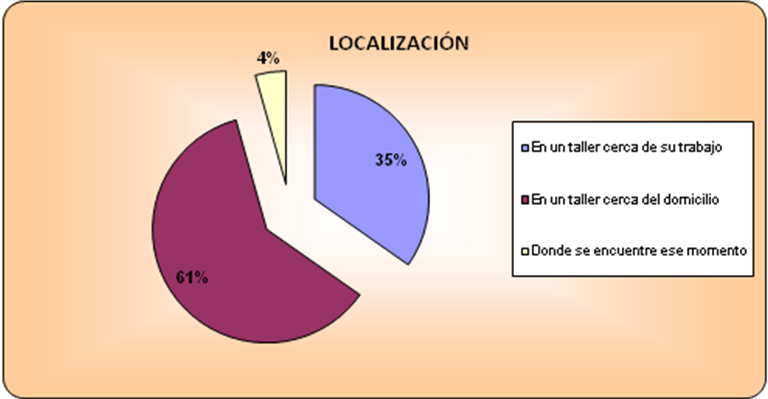 LOCALIZACIÓN
4%
35%
61%
En un taller cerca de su trabajo
En un taller cerca del domicilio
Donde se encuentre ese momento